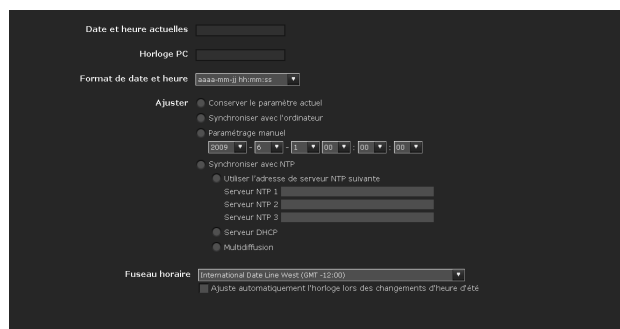 Date et heure actuelles
Horloge PC
Format de date et heure aaaa-mm-jj hh:mm:ss
Ajuster Conserver le paramètre actuel
Synchroniser avec l'ordinateur
Paramétrage manuel
2009 - 6 - 1 00 : 00 : 00
Synchroniser avec NTP
Utiliser l'adresse de serveur NTP suivante
Serveur NTP 1
Serveur NTP 2
Serveur NTP 3
Serveur DHCP
Multidiffusion
Fuseau horaire International Date Line West (GMT -12:00)
Ajuste automatiquement l'horloge lors des changements d'heure d'été